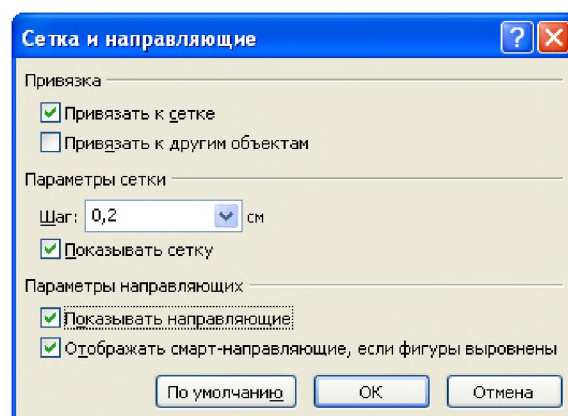 Сетка и направляющие
Привязка
Привязать к сетке
Привязать к другим объектам
Параметры сетки
Шаг: 0,2 см
Показывать сетку
Параметры направляющих
Показывать направляющие
Отображать смарт-направляющие, если фигуры выровнены
По умолчанию ОК Отмена